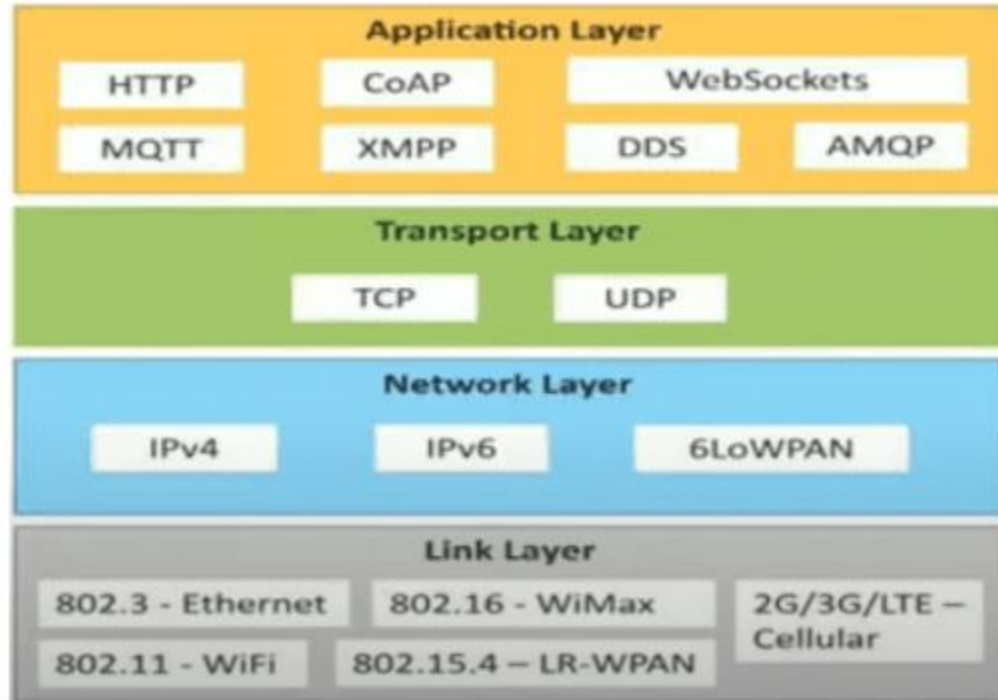 Application Layer
HTTP
CoAP
WebSockets
MQTT
XMPP
DDS
AMQP
Transport Layer
TCP
UDP
Network Layer
IPv4
IPv6
6LoWPAN
Link Layer
802.3 - Ethernet
802.16 - WiMax
2G/3G/LTE –
Cellular
802.11 - WiFi
802.15.4 – LR-WPAN